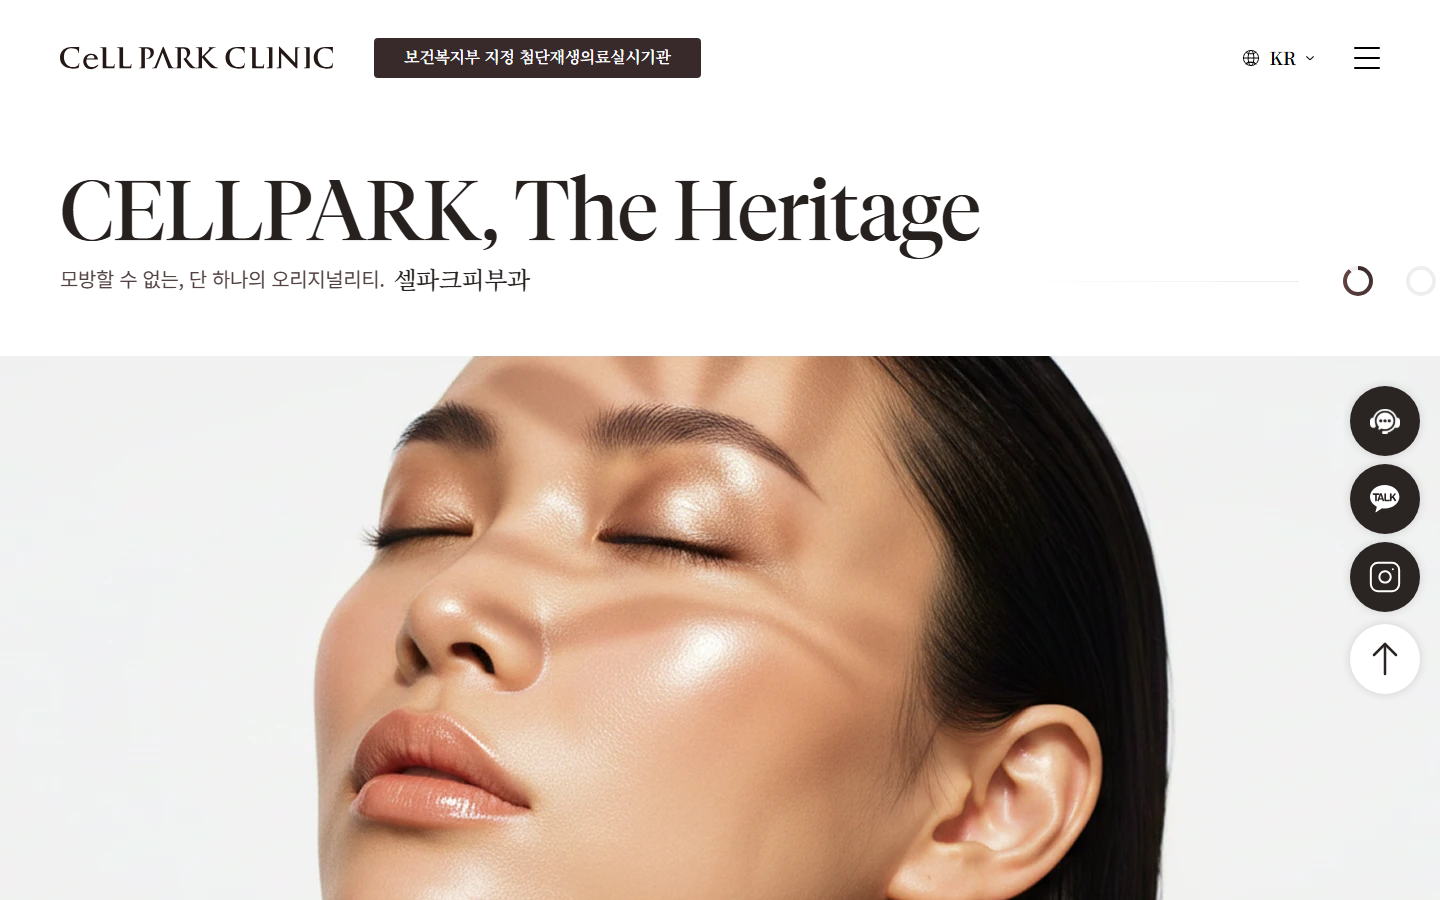 CeLL PARK CLINIC
보건복지부 지정 첨단재생의료실시기관
KR
CELLPARK, The Heritage
모방할 수 없는, 단 하나의 오리지널리티. 셀파크피부과
TALK